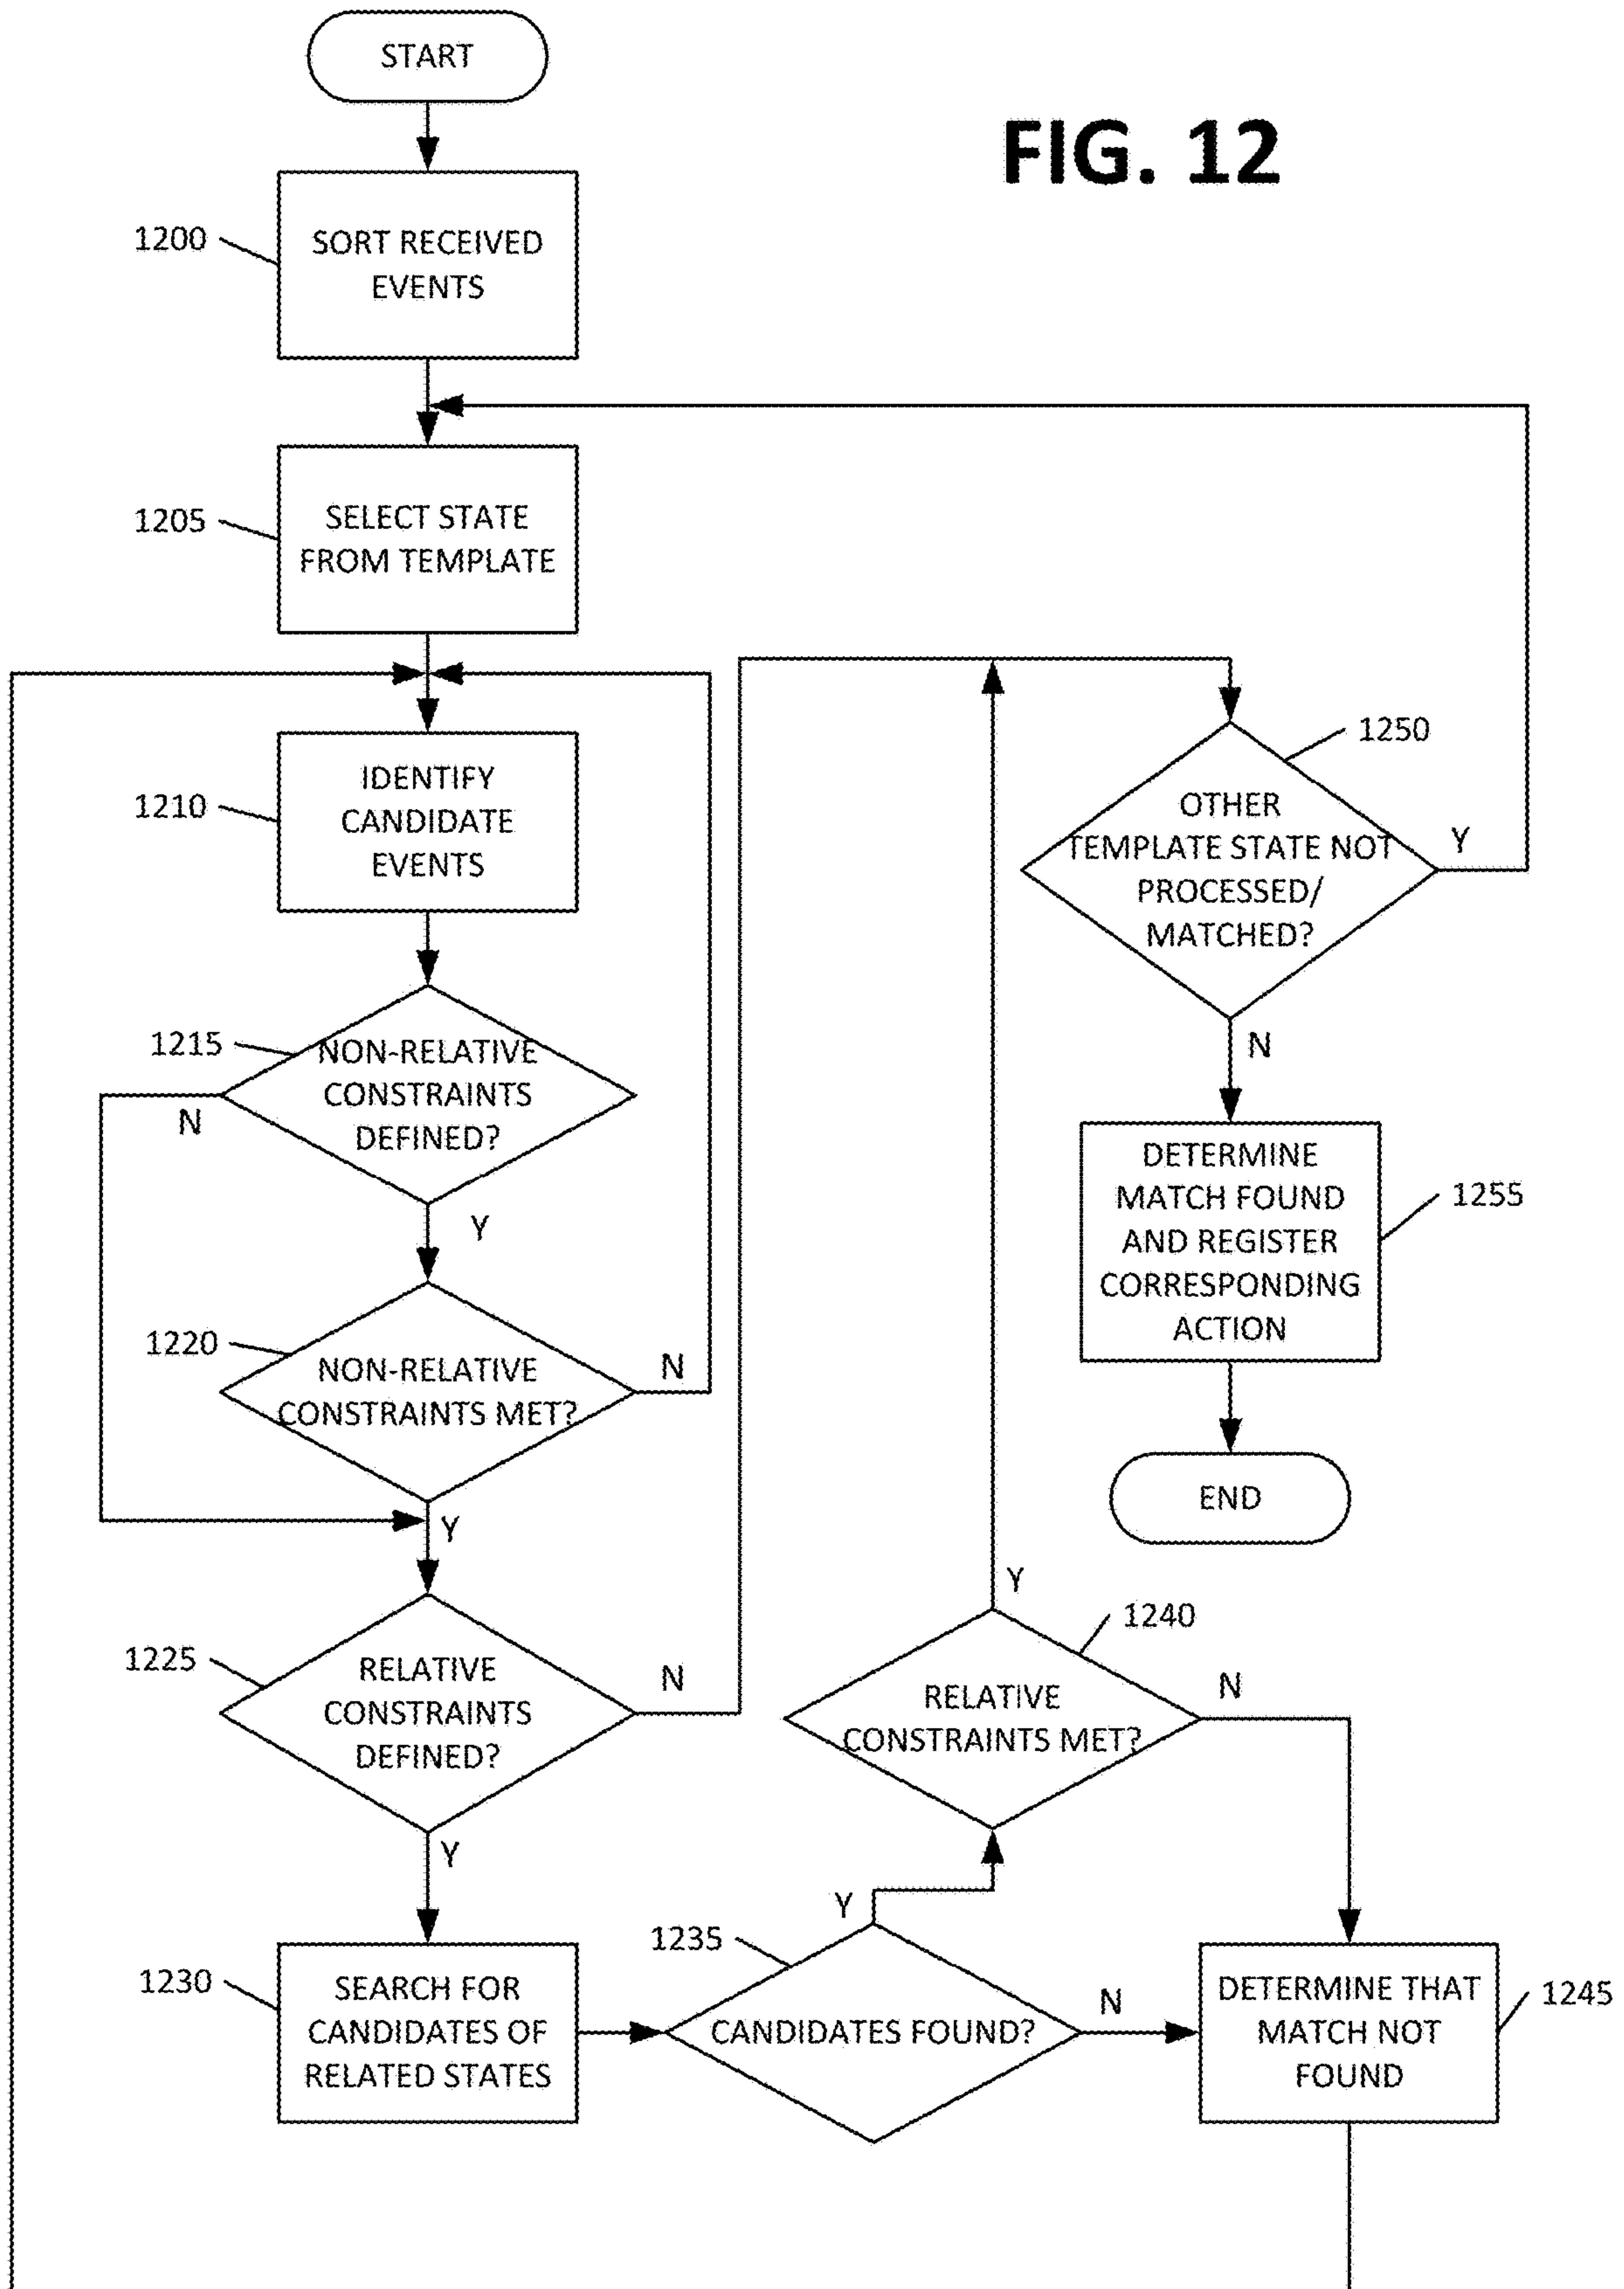 START
FIG. 12
1200
SORT RECEIVED
EVENTS
1205
SELECT STATE
FROM TEMPLATE
1210
IDENTIFY
CANDIDATE
EVENTS
1215
NON-RELATIVE
CONSTRAINTS
DEFINED?
N
Y
1220
NON-RELATIVE
CONSTRAINTS MET?
N
Y
1225
RELATIVE
CONSTRAINTS
DEFINED?
N
Y
1230
SEARCH FOR
CANDIDATES OF
RELATED STATES
1235
CANDIDATES FOUND?
Y
N
1240
RELATIVE
CONSTRAINTS MET?
Y
N
1245
DETERMINE THAT
MATCH NOT
FOUND
1250
OTHER
TEMPLATE STATE NOT
PROCESSED/
MATCHED?
Y
N
DETERMINE
MATCH FOUND
AND REGISTER
CORRESPONDING
ACTION
1255
END